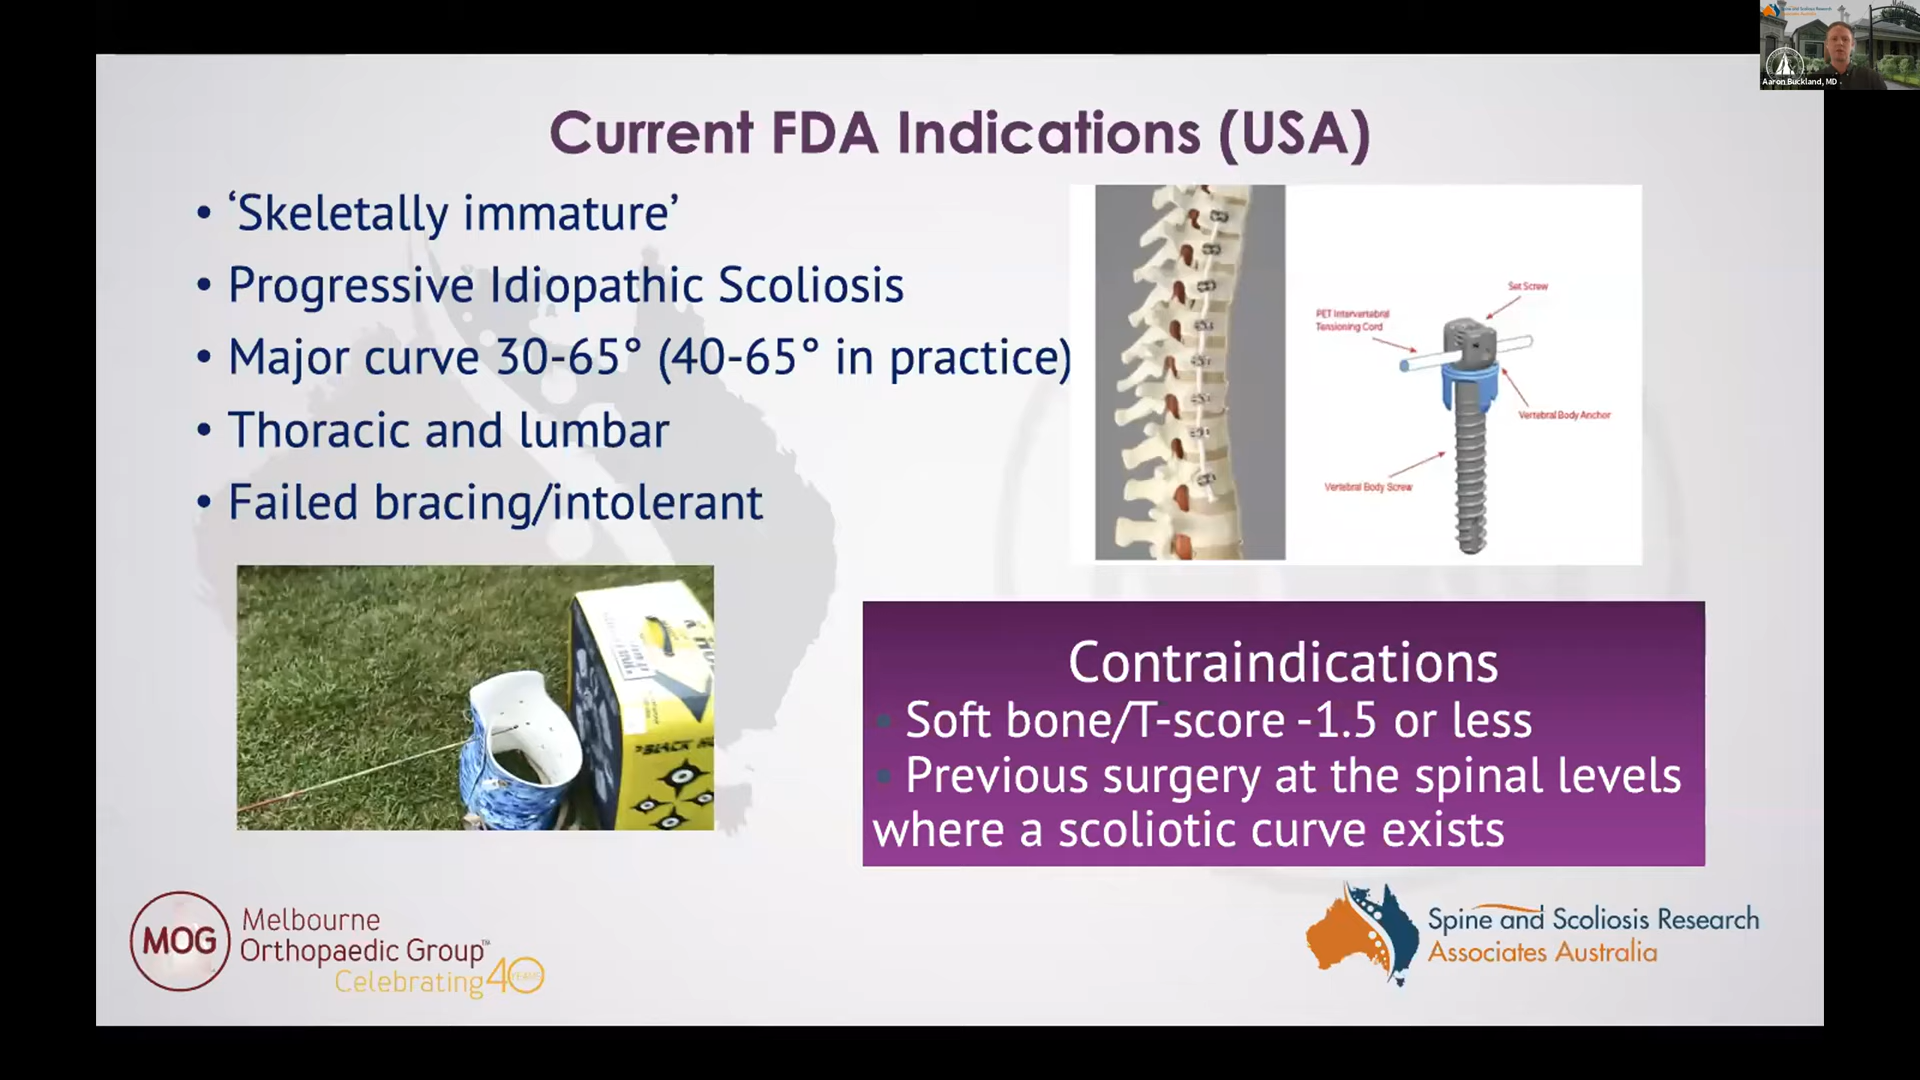 Aaron Buckland, MD
Current FDA Indications (USA)
• ‘Skeletally immature’
• Progressive Idiopathic Scoliosis
• Major curve 30-65° (40-65° in practice)
• Thoracic and lumbar
• Failed bracing/intolerant
Set Screw
PET Intervertebral
Tensioning Cord
Vertebral Body Anchor
Vertebral Body Screw
Contraindications
• Soft bone/T-score -1.5 or less
• Previous surgery at the spinal levels
where a scoliotic curve exists
MOG
Melbourne
Orthopaedic Group™
Celebrating 40 YEARS
Spine and Scoliosis Research
Associates Australia